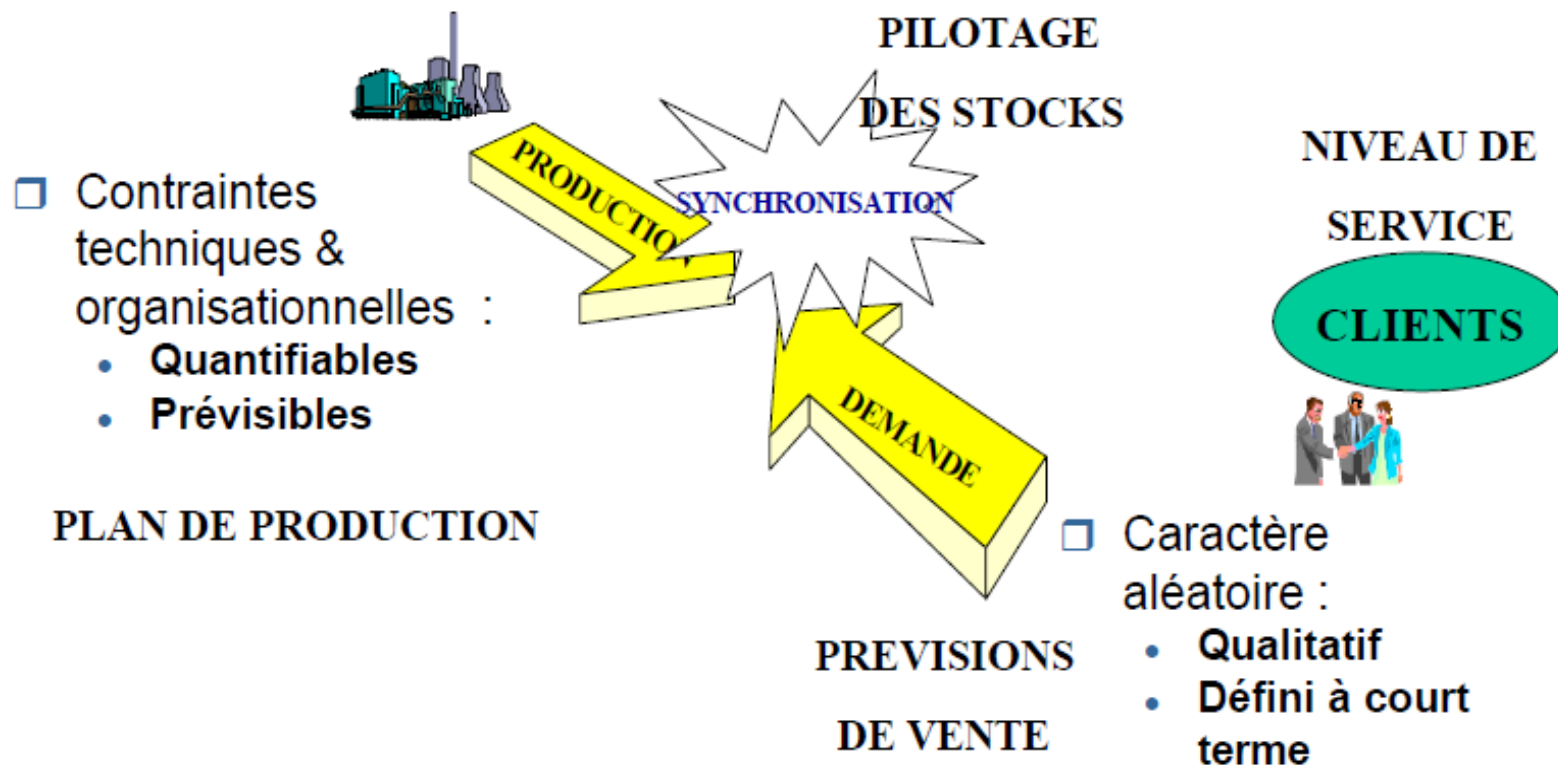 PILOTAGE
DES STOCKS
NIVEAU DE
SERVICE
CLIENTS
PRODUCTION
SYNCHRONISATION
Contraintes
techniques &
organisationnelles :
• Quantifiables
• Prévisibles
PLAN DE PRODUCTION
DEMANDE
Caractère
aléatoire :
• Qualitatif
• Défini à court
terme
PREVISIONS
DE VENTE